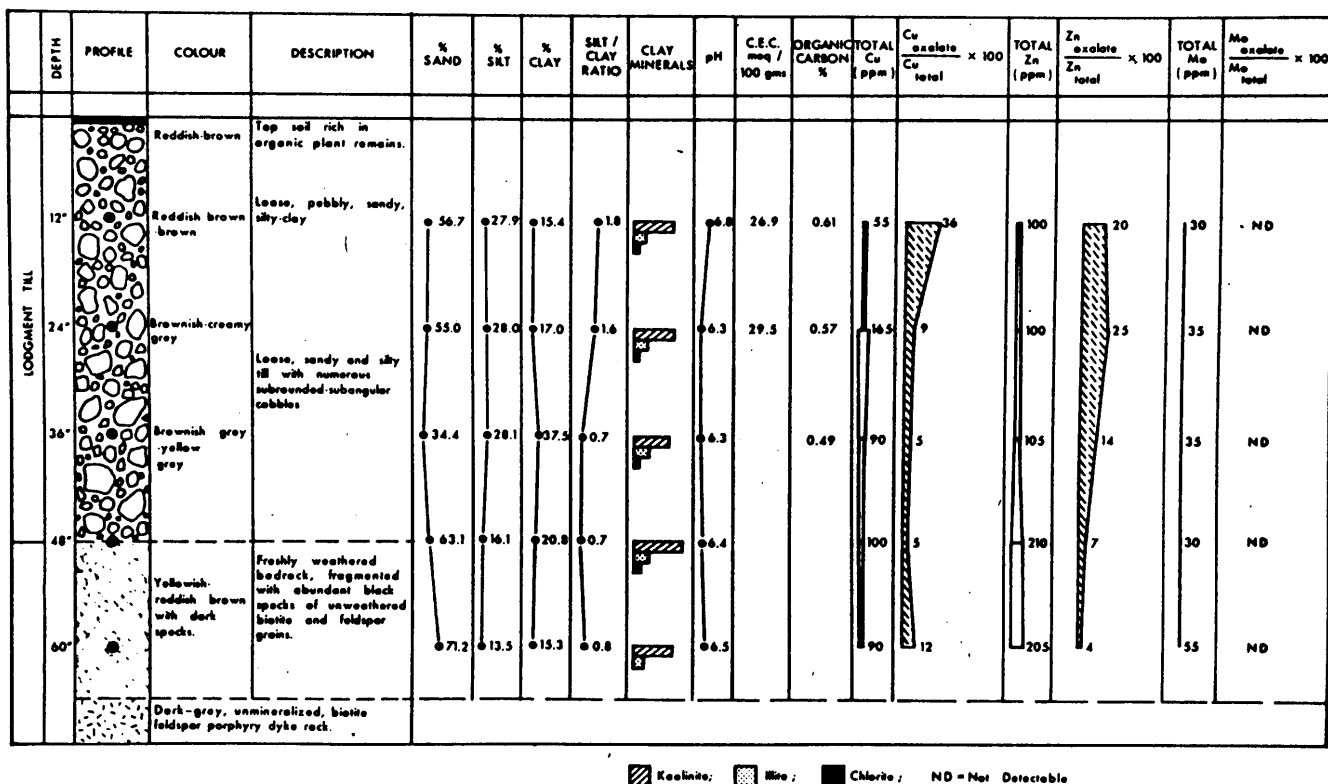 DEPTH
PROFILE
COLOUR
DESCRIPTION
%
SAND
%
SILT
%
CLAY
SILT /
CLAY
RATIO
CLAY
MINERALS
pH
C.E.C.
meq /
100 gms
ORGANIC
CARBON
%
TOTAL
Cu
(ppm)
Cu
oxalate
Cu
total
x 100
TOTAL
Zn
(ppm)
Zn
oxalate
Zn
total
x 100
TOTAL
Mo
(ppm)
Mo
oxalate
Mo
total
x 100
LODGMENT TILL
Reddish-brown
Top soil rich in
organic plant remains.
12"
Reddish brown
-brown
Loose, pebbly, sandy,
silty-clay
56.7
27.9
15.4
1.8
6.8
26.9
0.61
55
36
100
20
30
ND
24"
Brownish-creamy
grey
55.0
28.0
17.0
1.6
6.3
29.5
0.57
165
9
100
25
35
ND
Loose, sandy and silty
till with numerous
subrounded-subangular
cobbles
36"
Brownish grey
-yellow
grey
34.4
28.1
37.5
0.7
6.3
0.49
90
5
105
14
35
ND
48"
63.1
16.1
20.8
0.7
6.4
100
5
210
7
30
ND
Yellowish-
reddish brown
with dark
specks.
Freshly weathered
bedrock, fragmented
with abundant black
specks of unweathered
biotite and feldspar
grains.
60"
71.2
13.5
15.3
0.8
6.5
90
12
205
4
55
ND
Dark-grey, unmineralized, biotite
feldspar porphyry dyke rock.
Kaolinite; Illite; Chlorite; ND = Not Detectable